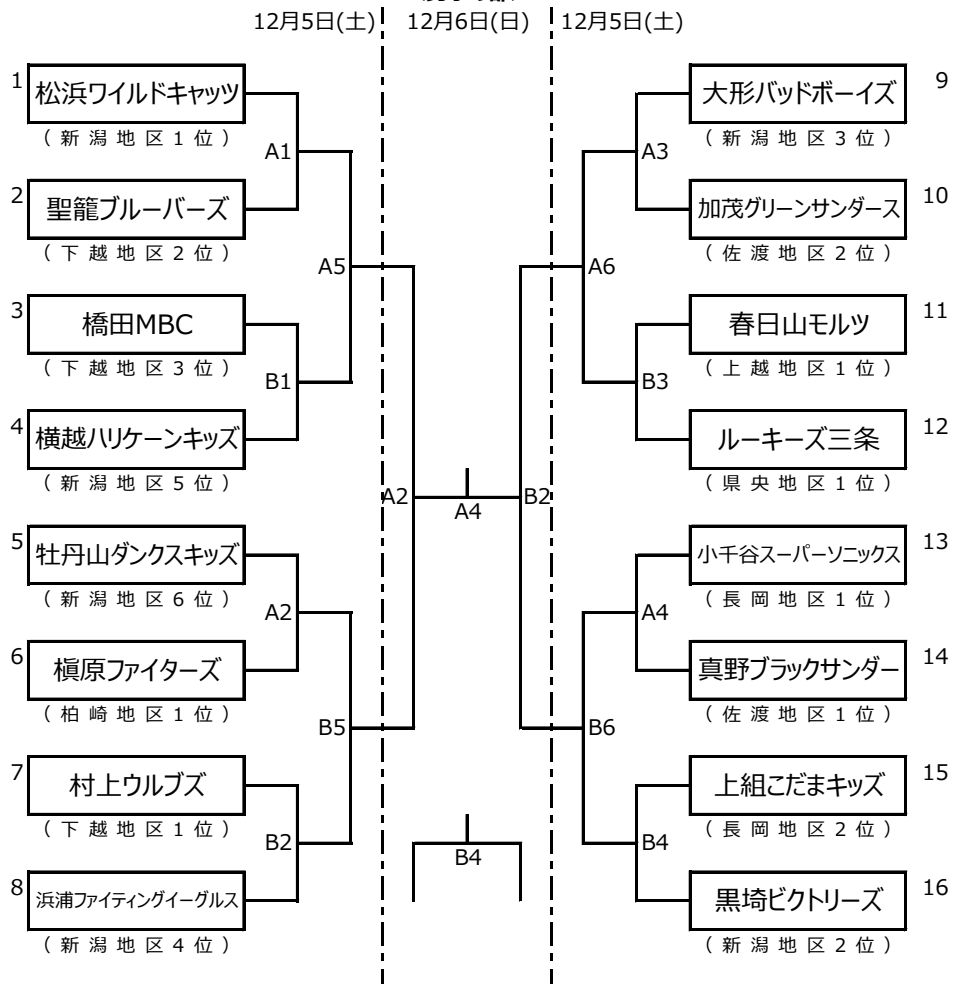 12月5日(土)
12月6日(日)
12月5日(土)
1
松浜ワイルドキャッツ
(新潟地区1位)
A1
2
聖籠ブルーバーズ
(下越地区2位)
A5
3
橋田MBC
(下越地区3位)
B1
4
横越ハリケーンキッズ
(新潟地区5位)
A2
5
牡丹山ダンクスキッズ
(新潟地区6位)
A2
6
槇原ファイターズ
(柏崎地区1位)
B5
7
村上ウルブズ
(下越地区1位)
B2
8
浜浦ファイティングイーグルス
(新潟地区4位)
A4
B4
9
大形バッドボーイズ
(新潟地区3位)
A3
10
加茂グリーンサンダース
(佐渡地区2位)
A6
11
春日山モルツ
(上越地区1位)
B3
12
ルーキーズ三条
(県央地区1位)
B2
13
小千谷スーパーソニックス
(長岡地区1位)
A4
14
真野ブラックサンダー
(佐渡地区1位)
B6
15
上組こだまキッズ
(長岡地区2位)
B4
16
黒埼ビクトリーズ
(新潟地区2位)